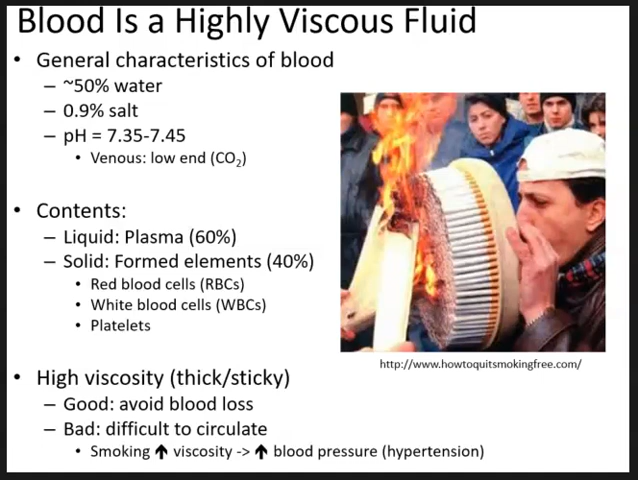 Blood Is a Highly Viscous Fluid
• General characteristics of blood
– ~50% water
– 0.9% salt
– pH = 7.35-7.45
• Venous: low end (CO₂)
• Contents:
– Liquid: Plasma (60%)
– Solid: Formed elements (40%)
• Red blood cells (RBCs)
• White blood cells (WBCs)
• Platelets
http://www.howtoquitsmokingfree.com/
• High viscosity (thick/sticky)
– Good: avoid blood loss
– Bad: difficult to circulate
• Smoking ↑ viscosity -> ↑ blood pressure (hypertension)